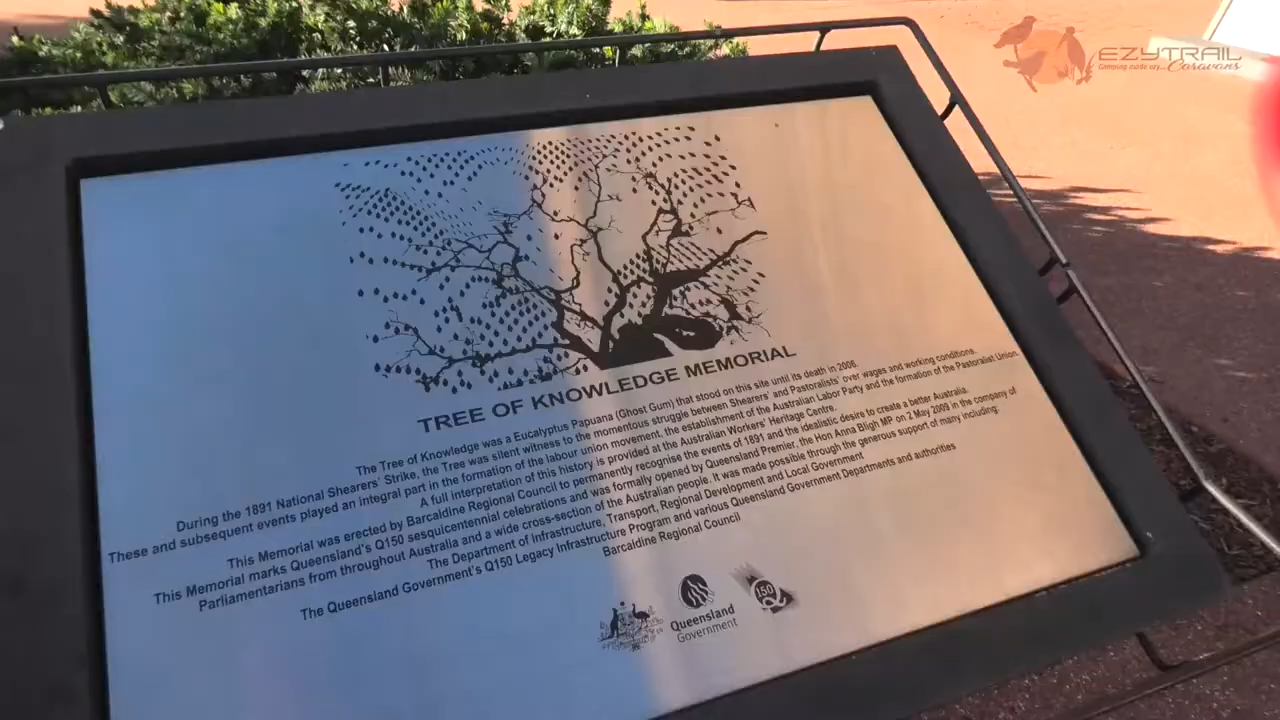 EZYTRAIL
Camping made ezy... Caravans
TREE OF KNOWLEDGE MEMORIAL
The Tree of Knowledge was a Eucalyptus Papuana (Ghost Gum) that stood on this site until its death in 2006.
During the 1891 National Shearers' Strike, the Tree was silent witness to the momentous struggle between Shearers' and Pastoralists' over wages and working conditions.
These and subsequent events played an integral part in the formation of the labour union movement, the establishment of the Australian Labor Party and the formation of the Pastoralist Union.
A full interpretation of this history is provided at the Australian Workers' Heritage Centre.
This Memorial was erected by Barcaldine Regional Council to permanently recognise the events of 1891 and the idealistic desire to create a better Australia.
This Memorial marks Queensland's Q150 sesquicentennial celebrations and was formally opened by Queensland Premier, the Hon Anna Bligh MP on 2 May 2009 in the company of
Parliamentarians from throughout Australia and a wide cross-section of the Australian people. It was made possible through the generous support of many including:
The Department of Infrastructure, Transport, Regional Development and Local Government
The Queensland Government's Q150 Legacy Infrastructure Program and various Queensland Government Departments and authorities
Barcaldine Regional Council
Queensland
Government
150